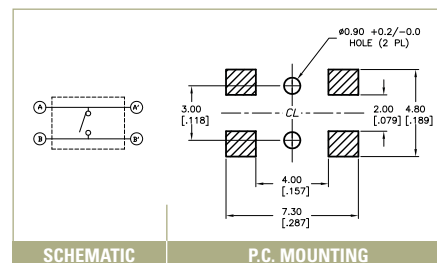 ø0.90 +0.2/-0.0
HOLE (2 PL)
A A'
B B'
3.00
[.118]
CL
2.00
[.079]
4.80
[.189]
4.00
[.157]
7.30
[.287]
SCHEMATIC
P.C. MOUNTING